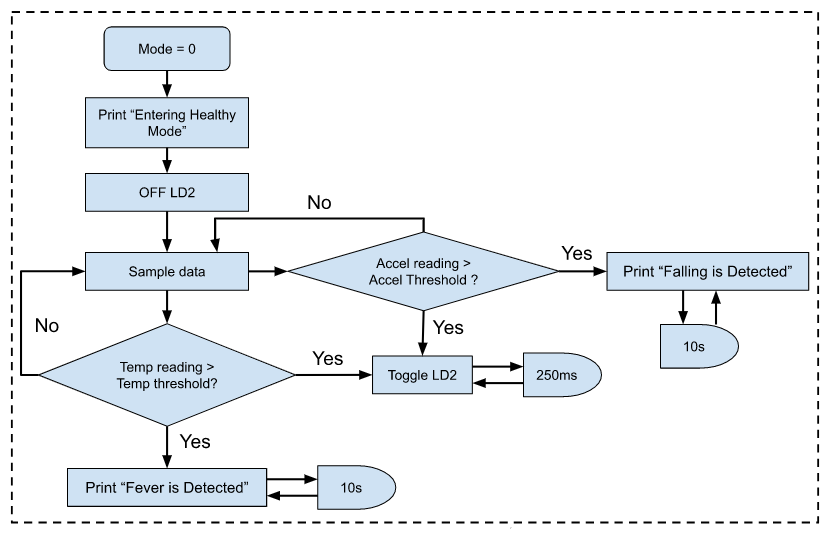 Mode = 0
Print “Entering Healthy
Mode”
OFF LD2
No
Sample data
Accel reading >
Accel Threshold ?
Yes
Print “Falling is Detected”
No
Yes
10s
Temp reading >
Temp threshold?
Yes
Toggle LD2
250ms
Yes
Print “Fever is Detected”
10s